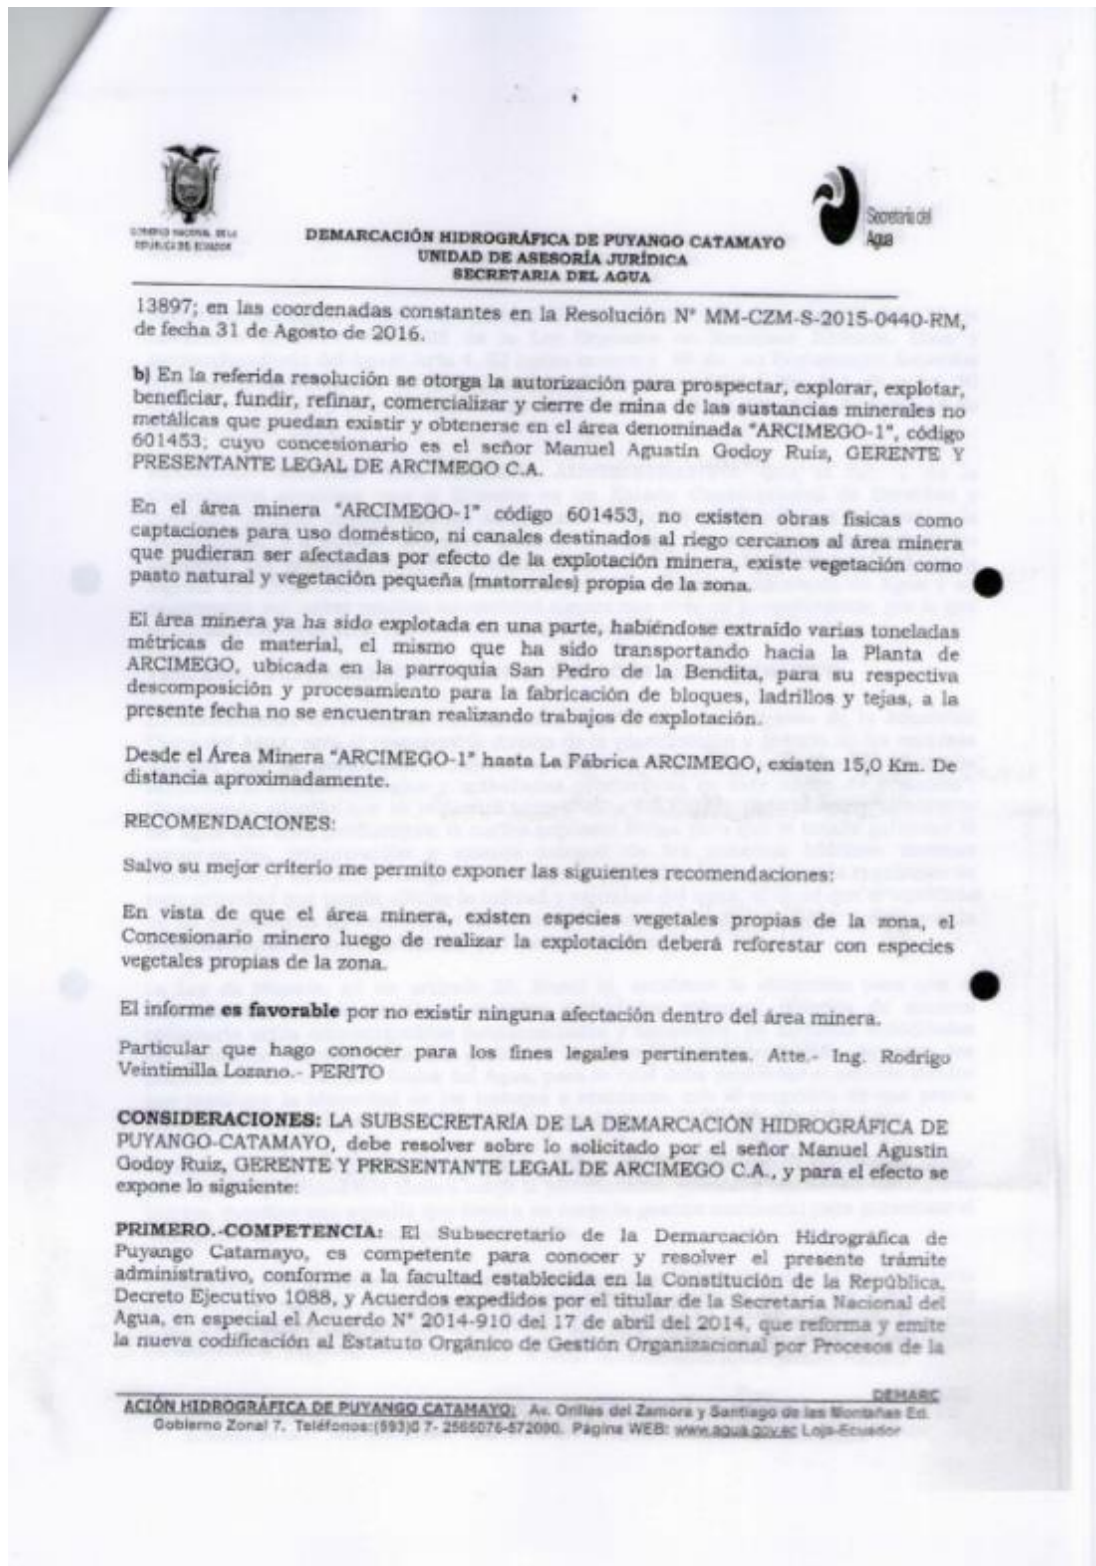 GOBIERNO NACIONAL DE LA
REPÚBLICA DEL ECUADOR
Secretaría del
Agua
DEMARCACIÓN HIDROGRÁFICA DE PUYANGO CATAMAYO
UNIDAD DE ASESORÍA JURÍDICA
SECRETARIA DEL AGUA
13897; en las coordenadas constantes en la Resolución N° MM-CZM-S-2015-0440-RM,
de fecha 31 de Agosto de 2016.
b) En la referida resolución se otorga la autorización para prospectar, explorar, explotar,
beneficiar, fundir, refinar, comercializar y cierre de mina de las sustancias minerales no
metálicas que puedan existir y obtenerse en el área denominada "ARCIMEGO-1", código
601453; cuyo concesionario es el señor Manuel Agustín Godoy Ruiz, GERENTE Y
PRESENTANTE LEGAL DE ARCIMEGO C.A.
En el área minera "ARCIMEGO-1" código 601453, no existen obras físicas como
captaciones para uso doméstico, ni canales destinados al riego cercanos al área minera
que pudieran ser afectadas por efecto de la explotación minera, existe vegetación como
pasto natural y vegetación pequeña (matorrales) propia de la zona.
El área minera ya ha sido explotada en una parte, habiéndose extraído varias toneladas
métricas de material, el mismo que ha sido transportando hacia la Planta de
ARCIMEGO, ubicada en la parroquia San Pedro de la Bendita, para su respectiva
descomposición y procesamiento para la fabricación de bloques, ladrillos y tejas, a la
presente fecha no se encuentran realizando trabajos de explotación.
Desde el Área Minera "ARCIMEGO-1" hasta La Fábrica ARCIMEGO, existen 15,0 Km. De
distancia aproximadamente.
RECOMENDACIONES:
Salvo su mejor criterio me permito exponer las siguientes recomendaciones:
En vista de que el área minera, existen especies vegetales propias de la zona, el
Concesionario minero luego de realizar la explotación deberá reforestar con especies
vegetales propias de la zona.
El informe es favorable por no existir ninguna afectación dentro del área minera.
Particular que hago conocer para los fines legales pertinentes. Atte.- Ing. Rodrigo
Veintimilla Lozano.- PERITO
CONSIDERACIONES: LA SUBSECRETARÍA DE LA DEMARCACIÓN HIDROGRÁFICA DE
PUYANGO-CATAMAYO, debe resolver sobre lo solicitado por el señor Manuel Agustin
Godoy Ruiz, GERENTE Y PRESENTANTE LEGAL DE ARCIMEGO C.A., y para el efecto se
expone lo siguiente:
PRIMERO.-COMPETENCIA: El Subsecretario de la Demarcación Hidrográfica de
Puyango Catamayo, es competente para conocer y resolver el presente trámite
administrativo, conforme a la facultad establecida en la Constitución de la República,
Decreto Ejecutivo 1088, y Acuerdos expedidos por el titular de la Secretaría Nacional del
Agua, en especial el Acuerdo N° 2014-910 del 17 de abril del 2014, que reforma y emite
la nueva codificación al Estatuto Orgánico de Gestión Organizacional por Procesos de la
DEMARC
ACIÓN HIDROGRÁFICA DE PUYANGO CATAMAYO: Av. Orillas del Zamora y Santiago de las Montañas Ed.
Gobierno Zonal 7. Teléfonos:(593)0 7- 2565076-572090. Página WEB: www.agua.gov.ec Loja-Ecuador